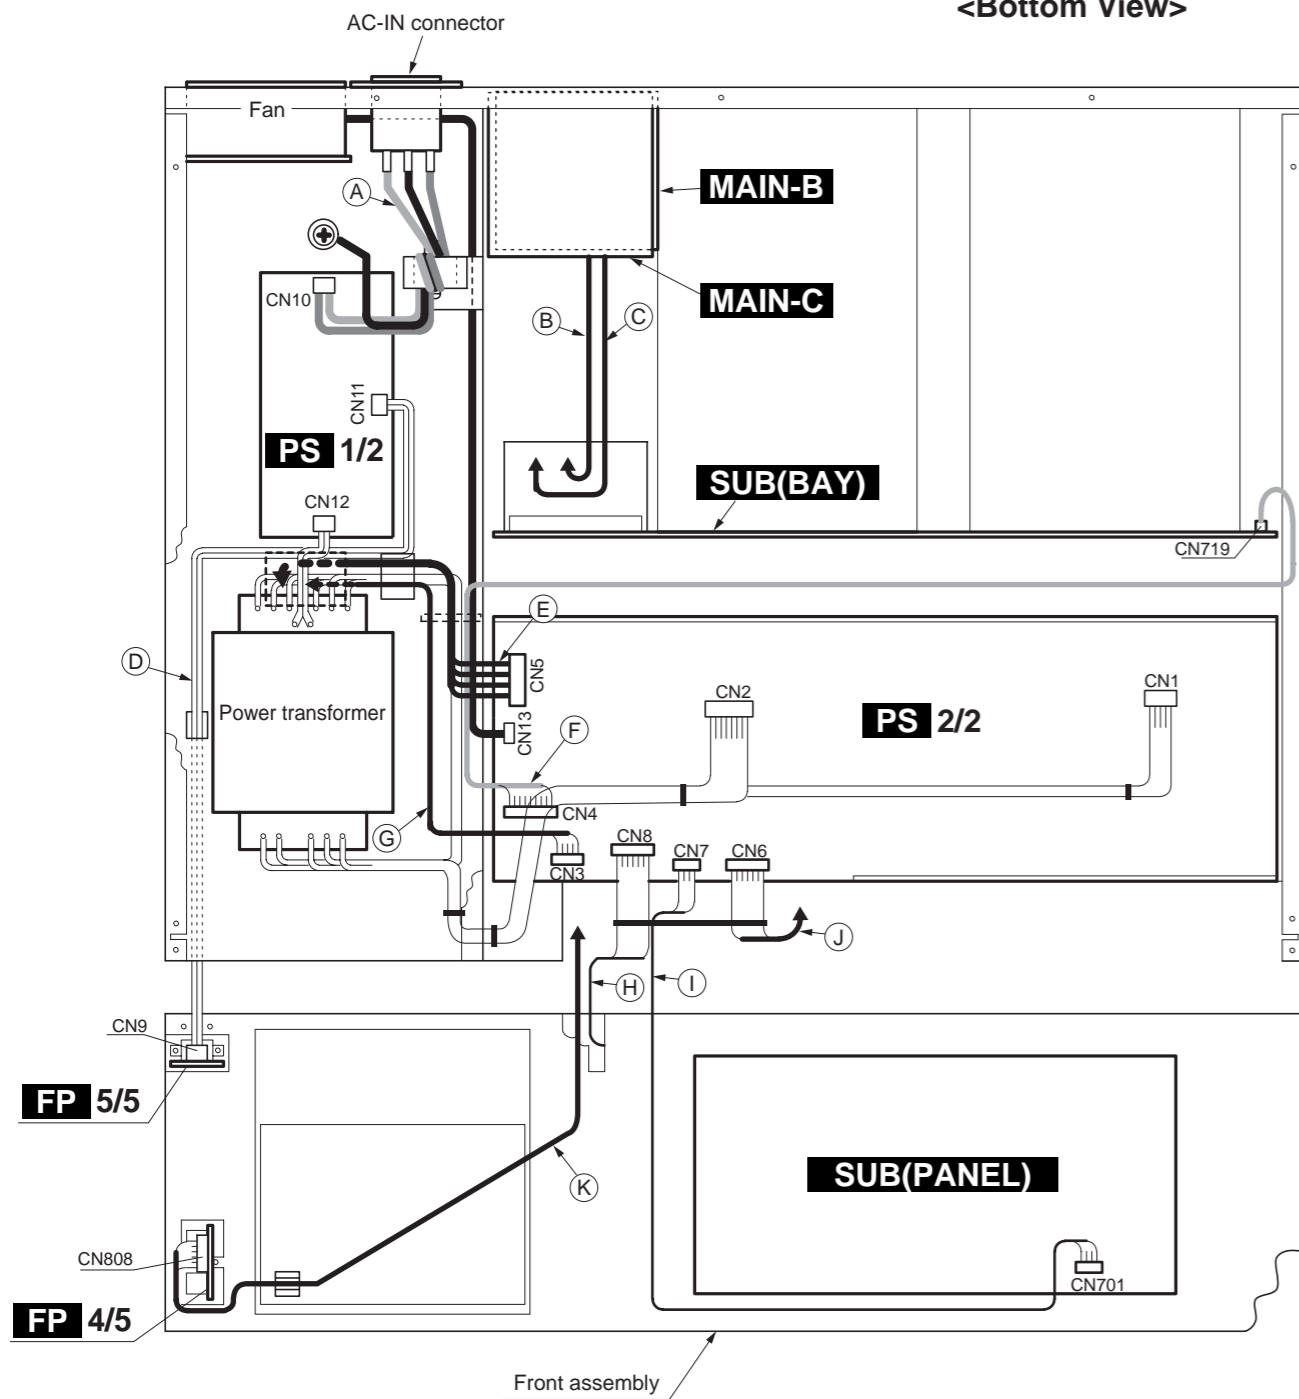 <Bottom View>
AC-IN connector
Fan
A
MAIN-B
CN10
MAIN-C
B
C
CN11
PS 1/2
SUB(BAY)
CN12
CN719
E
D
CN5
CN2
CN1
Power transformer
PS 2/2
CN13
F
CN4
G
CN8
CN7
CN6
CN3
J
H
I
CN9
FP 5/5
K
SUB(PANEL)
CN808
CN701
FP 4/5
Front assembly